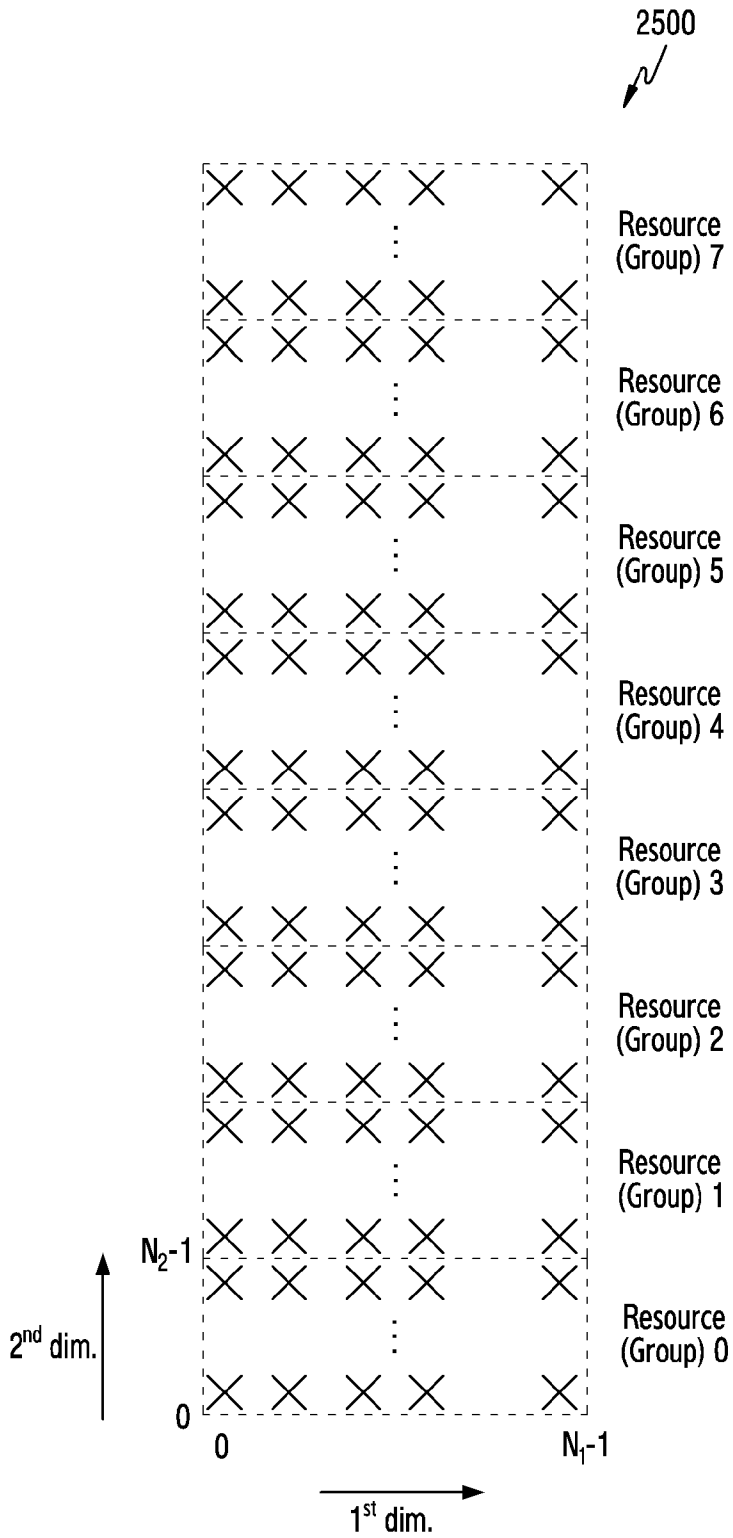 2500
Resource
(Group) 7
Resource
(Group) 6
Resource
(Group) 5
Resource
(Group) 4
Resource
(Group) 3
Resource
(Group) 2
Resource
(Group) 1
N₂-1
2nd dim.
Resource
(Group) 0
0
0
N₁-1
1st dim.